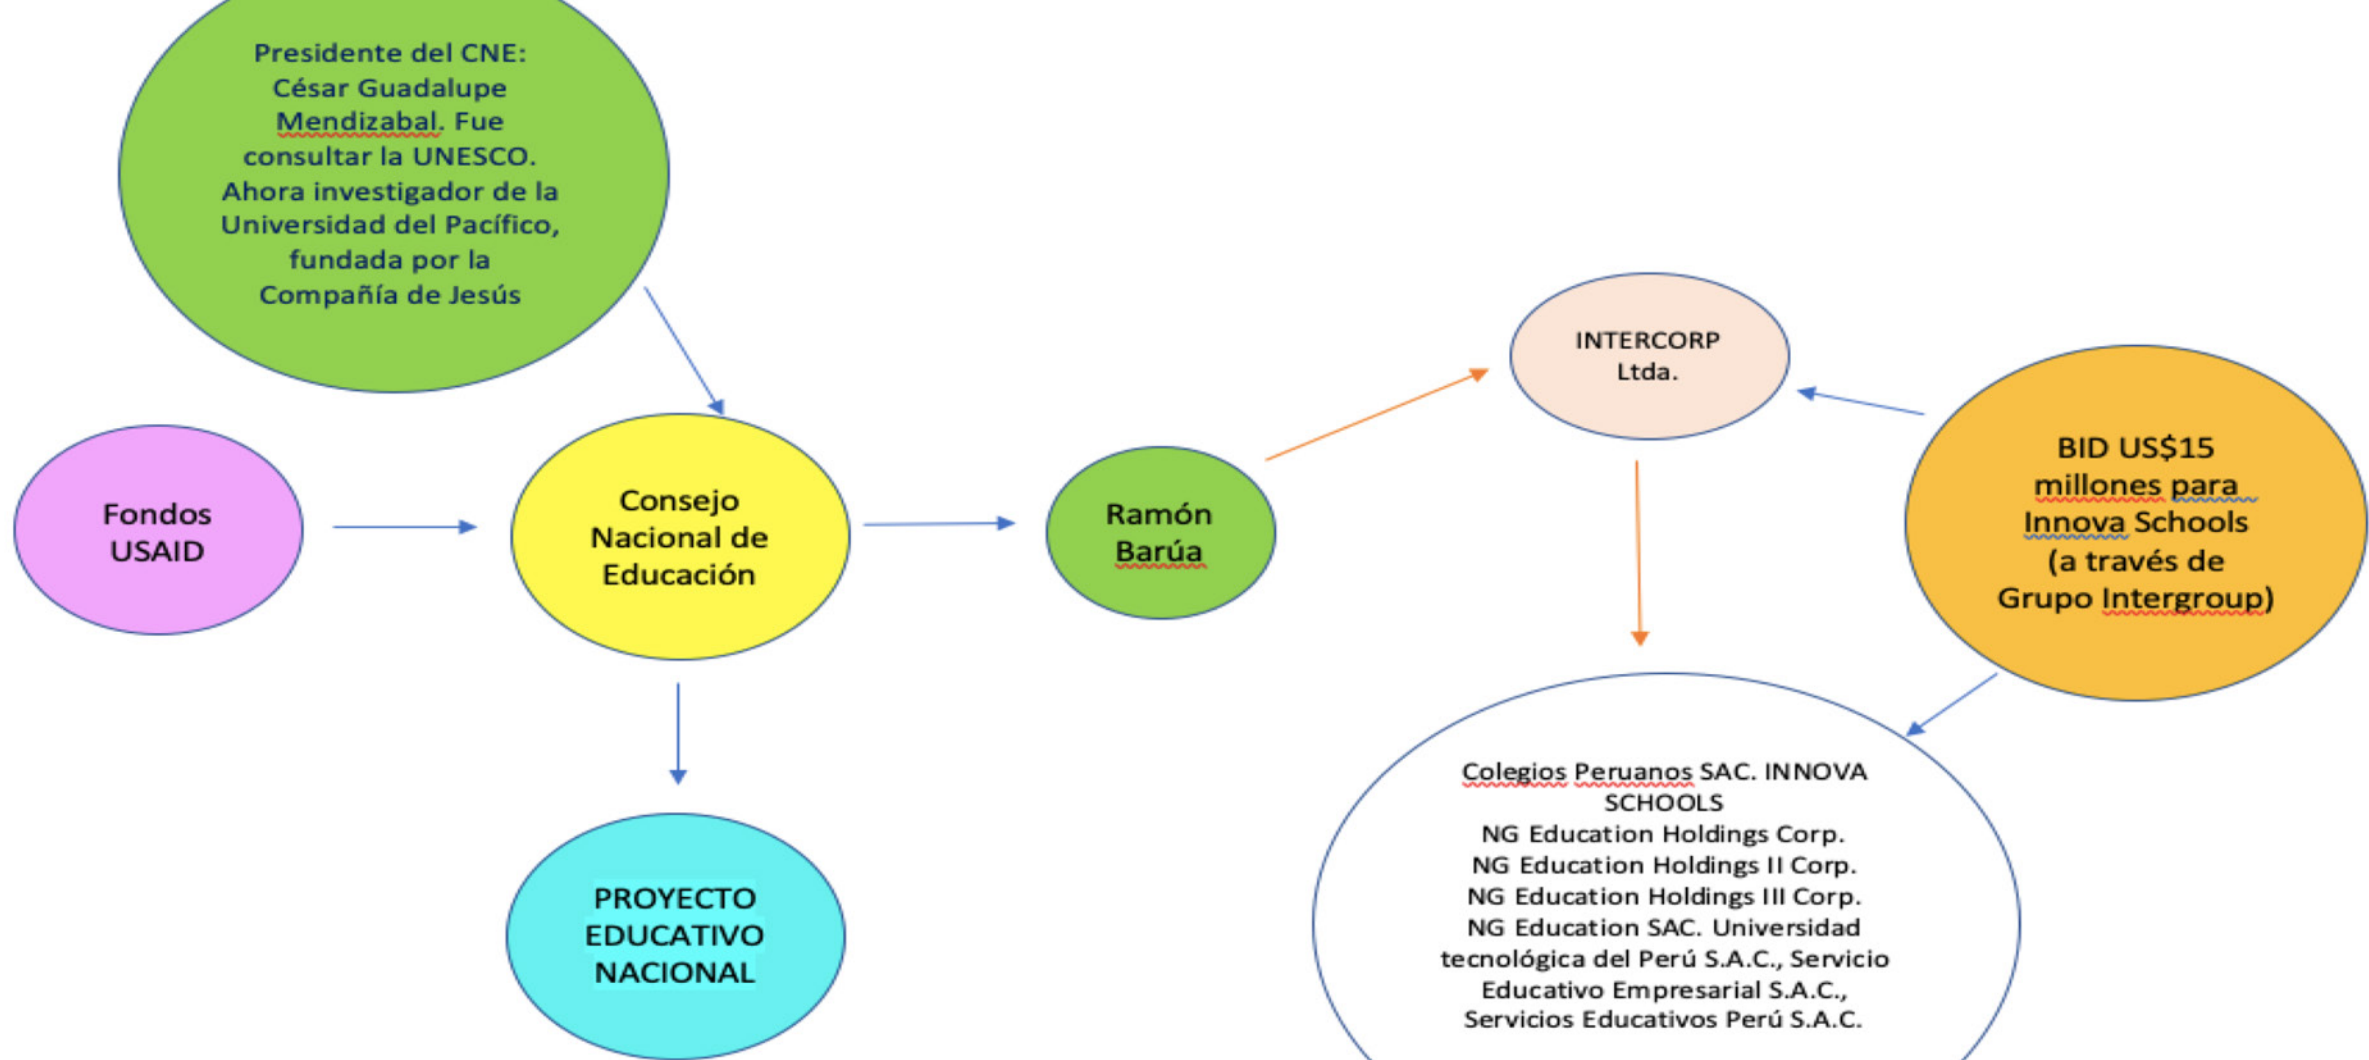 Presidente del CNE:
César Guadalupe
Mendizabal. Fue
consultar la UNESCO.
Ahora investigador de la
Universidad del Pacífico,
fundada por la
Compañía de Jesús
Fondos
USAID
Consejo
Nacional de
Educación
Ramón
Barúa
INTERCORP
Ltda.
BID US$15
millones para
Innova Schools
(a través de
Grupo Intergroup)
PROYECTO
EDUCATIVO
NACIONAL
Colegios Peruanos SAC. INNOVA
SCHOOLS
NG Education Holdings Corp.
NG Education Holdings II Corp.
NG Education Holdings III Corp.
NG Education SAC. Universidad
tecnológica del Perú S.A.C., Servicio
Educativo Empresarial S.A.C.,
Servicios Educativos Perú S.A.C.